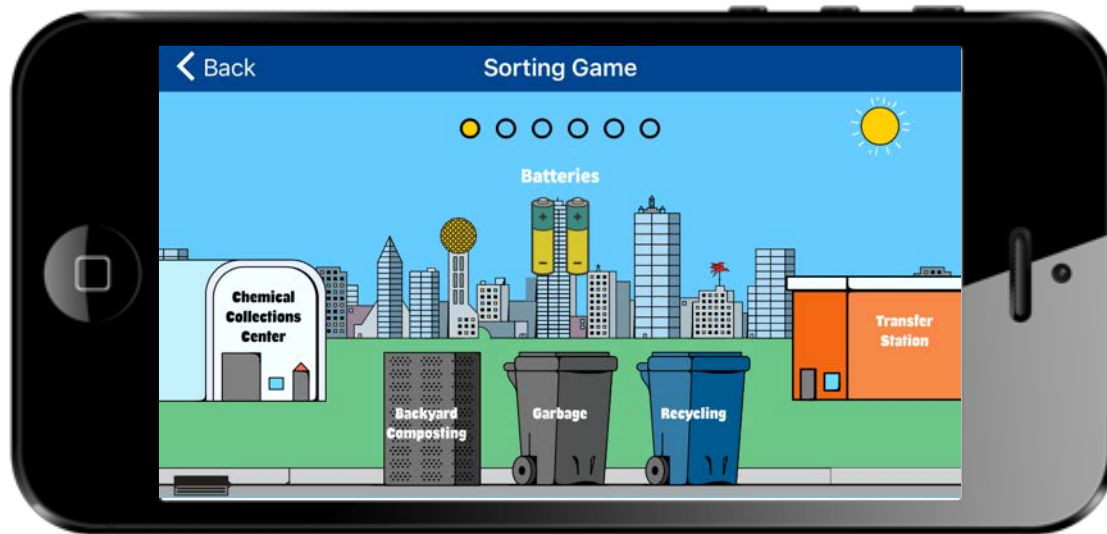 Back
Sorting Game
Batteries
Chemical
Collections
Center
Transfer
Station
Backyard
Composting
Garbage
Recycling